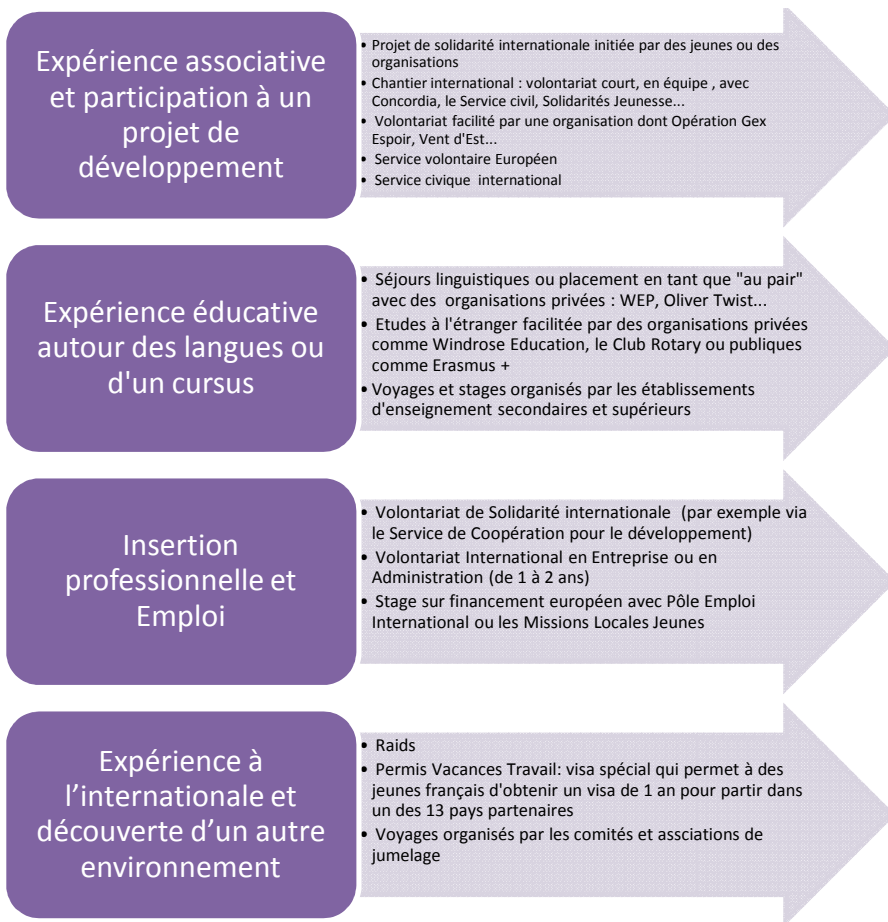 Expérience associative
et participation à un
projet de
développement
• Projet de solidarité internationale initiée par des jeunes ou des
organisations
• Chantier international : volontariat court, en équipe , avec
Concordia, le Service civil, Solidarités Jeunesse...
• Volontariat facilité par une organisation dont Opération Gex
Espoir, Vent d'Est...
• Service volontaire Européen
• Service civique international
Expérience éducative
autour des langues ou
d'un cursus
• Séjours linguistiques ou placement en tant que "au pair"
avec des organisations privées : WEP, Oliver Twist...
• Etudes à l'étranger facilitée par des organisations privées
comme Windrose Education, le Club Rotary ou publiques
comme Erasmus +
• Voyages et stages organisés par les établissements
d'enseignement secondaires et supérieurs
Insertion
professionnelle et
Emploi
• Volontariat de Solidarité internationale (par exemple via
le Service de Coopération pour le développement)
• Volontariat International en Entreprise ou en
Administration (de 1 à 2 ans)
• Stage sur financement européen avec Pôle Emploi
International ou les Missions Locales Jeunes
Expérience à
l’internationale et
découverte d’un autre
environnement
• Raids
• Permis Vacances Travail: visa spécial qui permet à des
jeunes français d'obtenir un visa de 1 an pour partir dans
un des 13 pays partenaires
• Voyages organisés par les comités et assciations de
jumelage